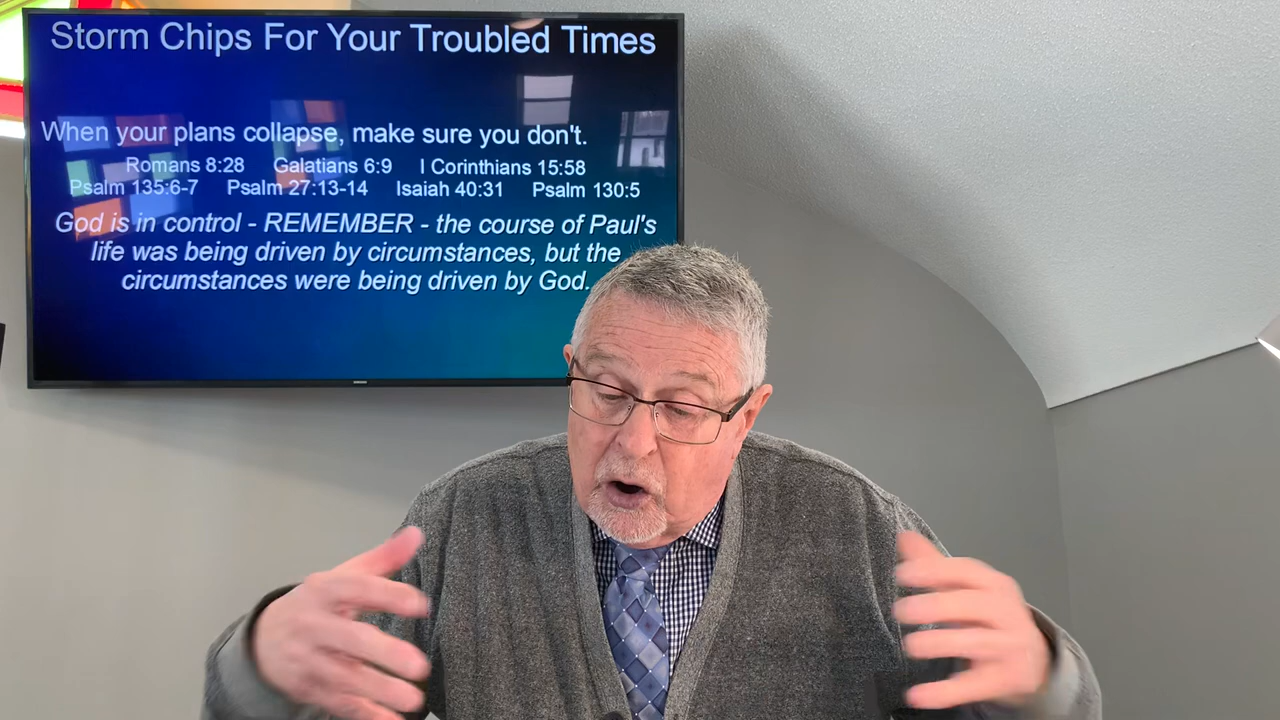 Storm Chips For Your Troubled Times
When your plans collapse, make sure you don't.
Romans 8:28 Galatians 6:9 I Corinthians 15:58
Psalm 135:6-7 Psalm 27:13-14 Isaiah 40:31 Psalm 130:5
God is in control - REMEMBER - the course of Paul's
life was being driven by circumstances, but the
circumstances were being driven by God.